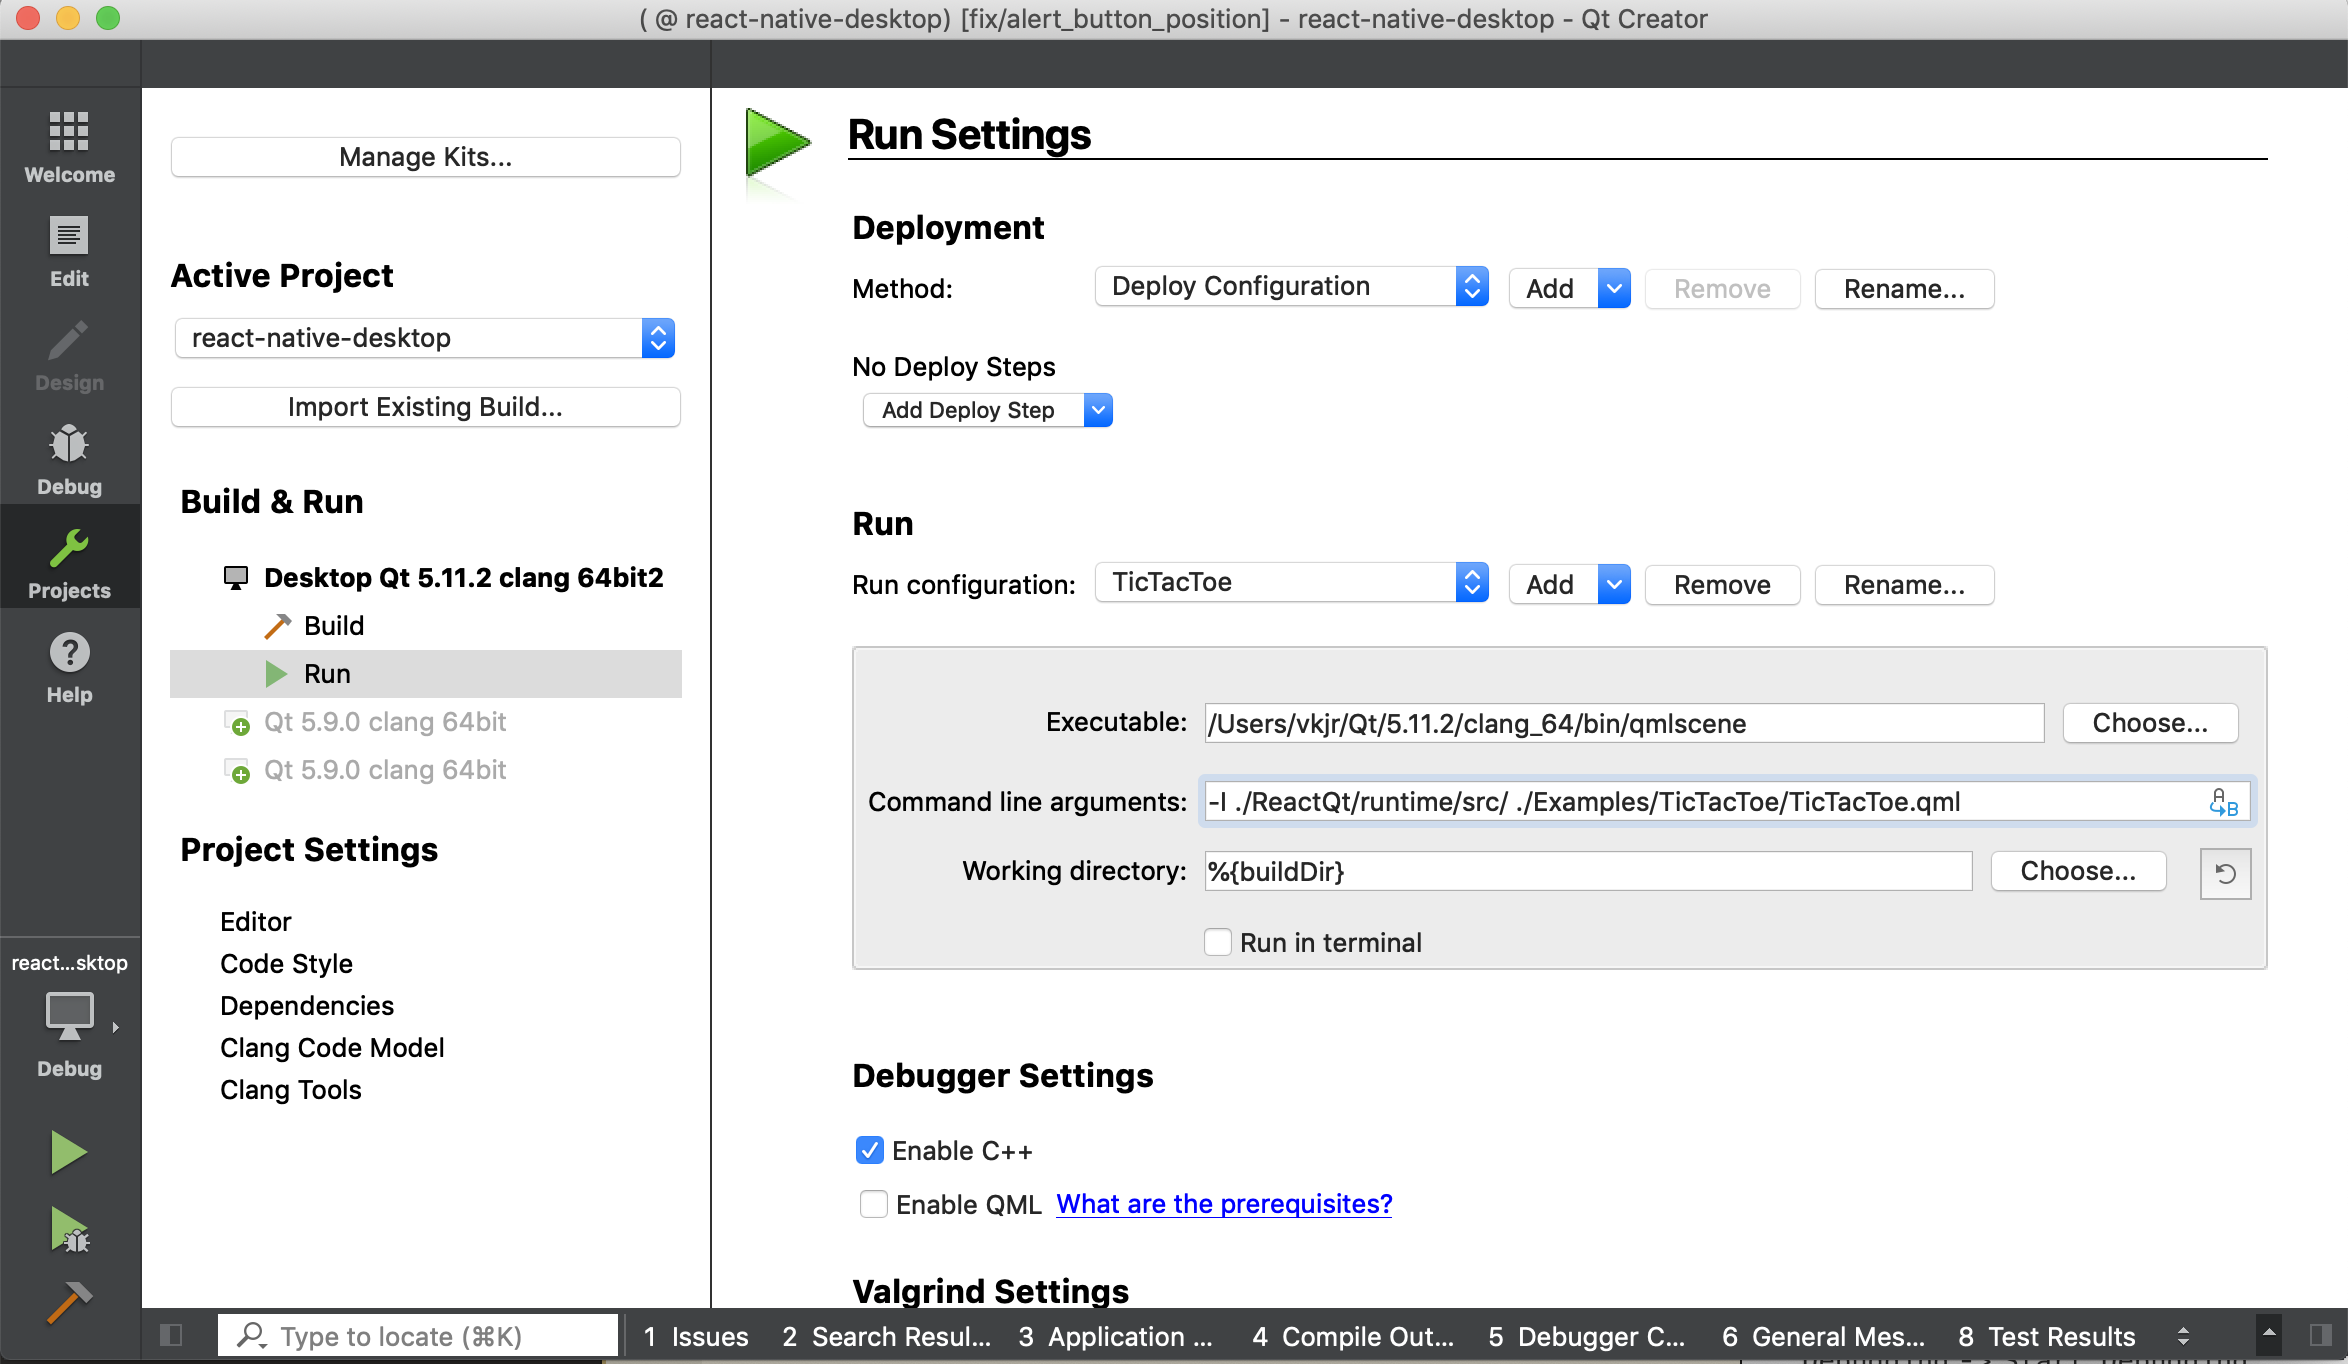 ( @ react-native-desktop) [fix/alert_button_position] - react-native-desktop - Qt Creator
Welcome
Edit
Design
Debug
Projects
Help
react...sktop
Debug
Manage Kits...
Active Project
react-native-desktop
Import Existing Build...
Build & Run
Desktop Qt 5.11.2 clang 64bit2
Build
Run
Qt 5.9.0 clang 64bit
Qt 5.9.0 clang 64bit
Project Settings
Editor
Code Style
Dependencies
Clang Code Model
Clang Tools
Run Settings
Deployment
Method: Deploy Configuration Add Remove Rename...
No Deploy Steps
Add Deploy Step
Run
Run configuration: TicTacToe Add Remove Rename...
Executable: /Users/vkjr/Qt/5.11.2/clang_64/bin/qmlscene Choose...
Command line arguments: -I ./ReactQt/runtime/src/ ./Examples/TicTacToe/TicTacToe.qml
Working directory: %{buildDir} Choose...
Run in terminal
Debugger Settings
Enable C++
Enable QML What are the prerequisites?
Valgrind Settings
Type to locate (⌘K) 1 Issues 2 Search Resul... 3 Application ... 4 Compile Out... 5 Debugger C... 6 General Mes... 8 Test Results